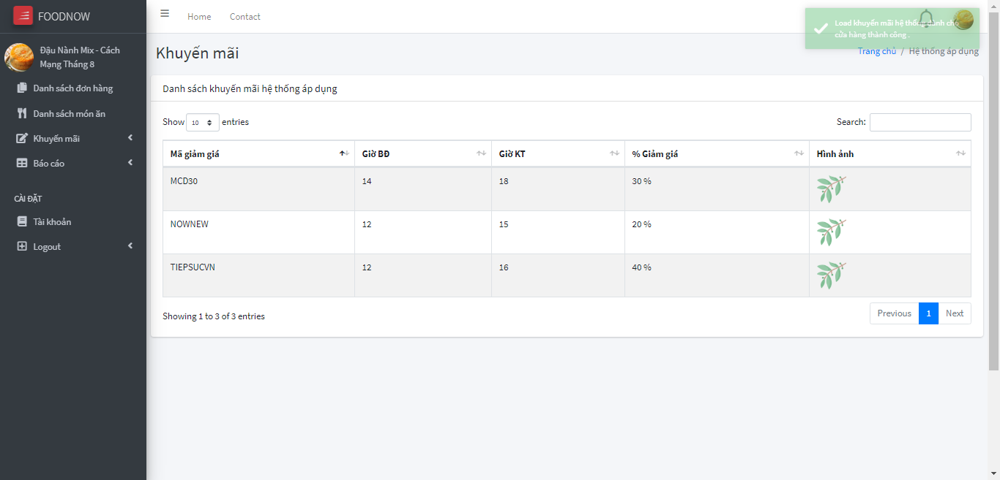 FOODNOW
Home
Contact
Load khuyến mãi hệ thống dành cho
cửa hàng thành công .
Đậu Nành Mix - Cách
Mạng Tháng 8
Danh sách đơn hàng
Danh sách món ăn
Khuyến mãi
Báo cáo
CÀI ĐẶT
Tài khoản
Logout
Khuyến mãi
Trang chủ / Hệ thống áp dụng
Danh sách khuyến mãi hệ thống áp dụng
Show 10 entries
Search:
Mã giảm giá Giờ BĐ Giờ KT % Giảm giá Hình ảnh
MCD30 14 18 30 %
NOWNEW 12 15 20 %
TIEPSUCVN 12 16 40 %
Showing 1 to 3 of 3 entries
Previous 1 Next